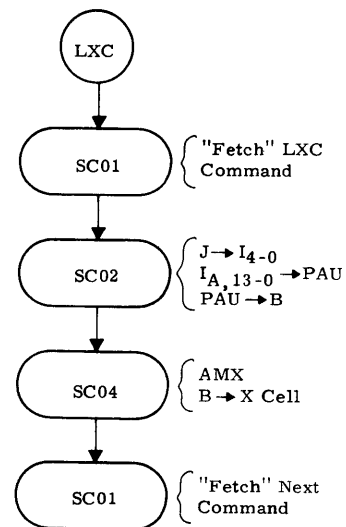 LXC
SC01
"Fetch" LXC
Command
SC02
J→I4-0
IA, 13-0→PAU
PAU→B
SC04
AMX
B→X Cell
SC01
"Fetch" Next
Command